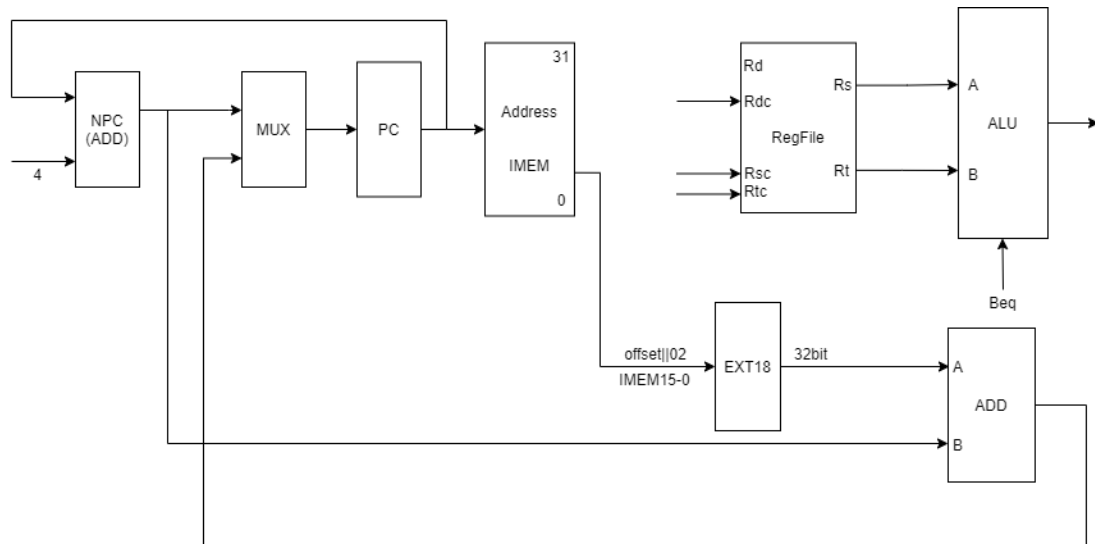 NPC
(ADD)
4
MUX
PC
31
Address
IMEM
0
Rd
Rdc
RegFile
Rsc
Rtc
Rs
Rt
A
ALU
B
Beq
offset||02
IMEM15-0
EXT18
32bit
A
ADD
B